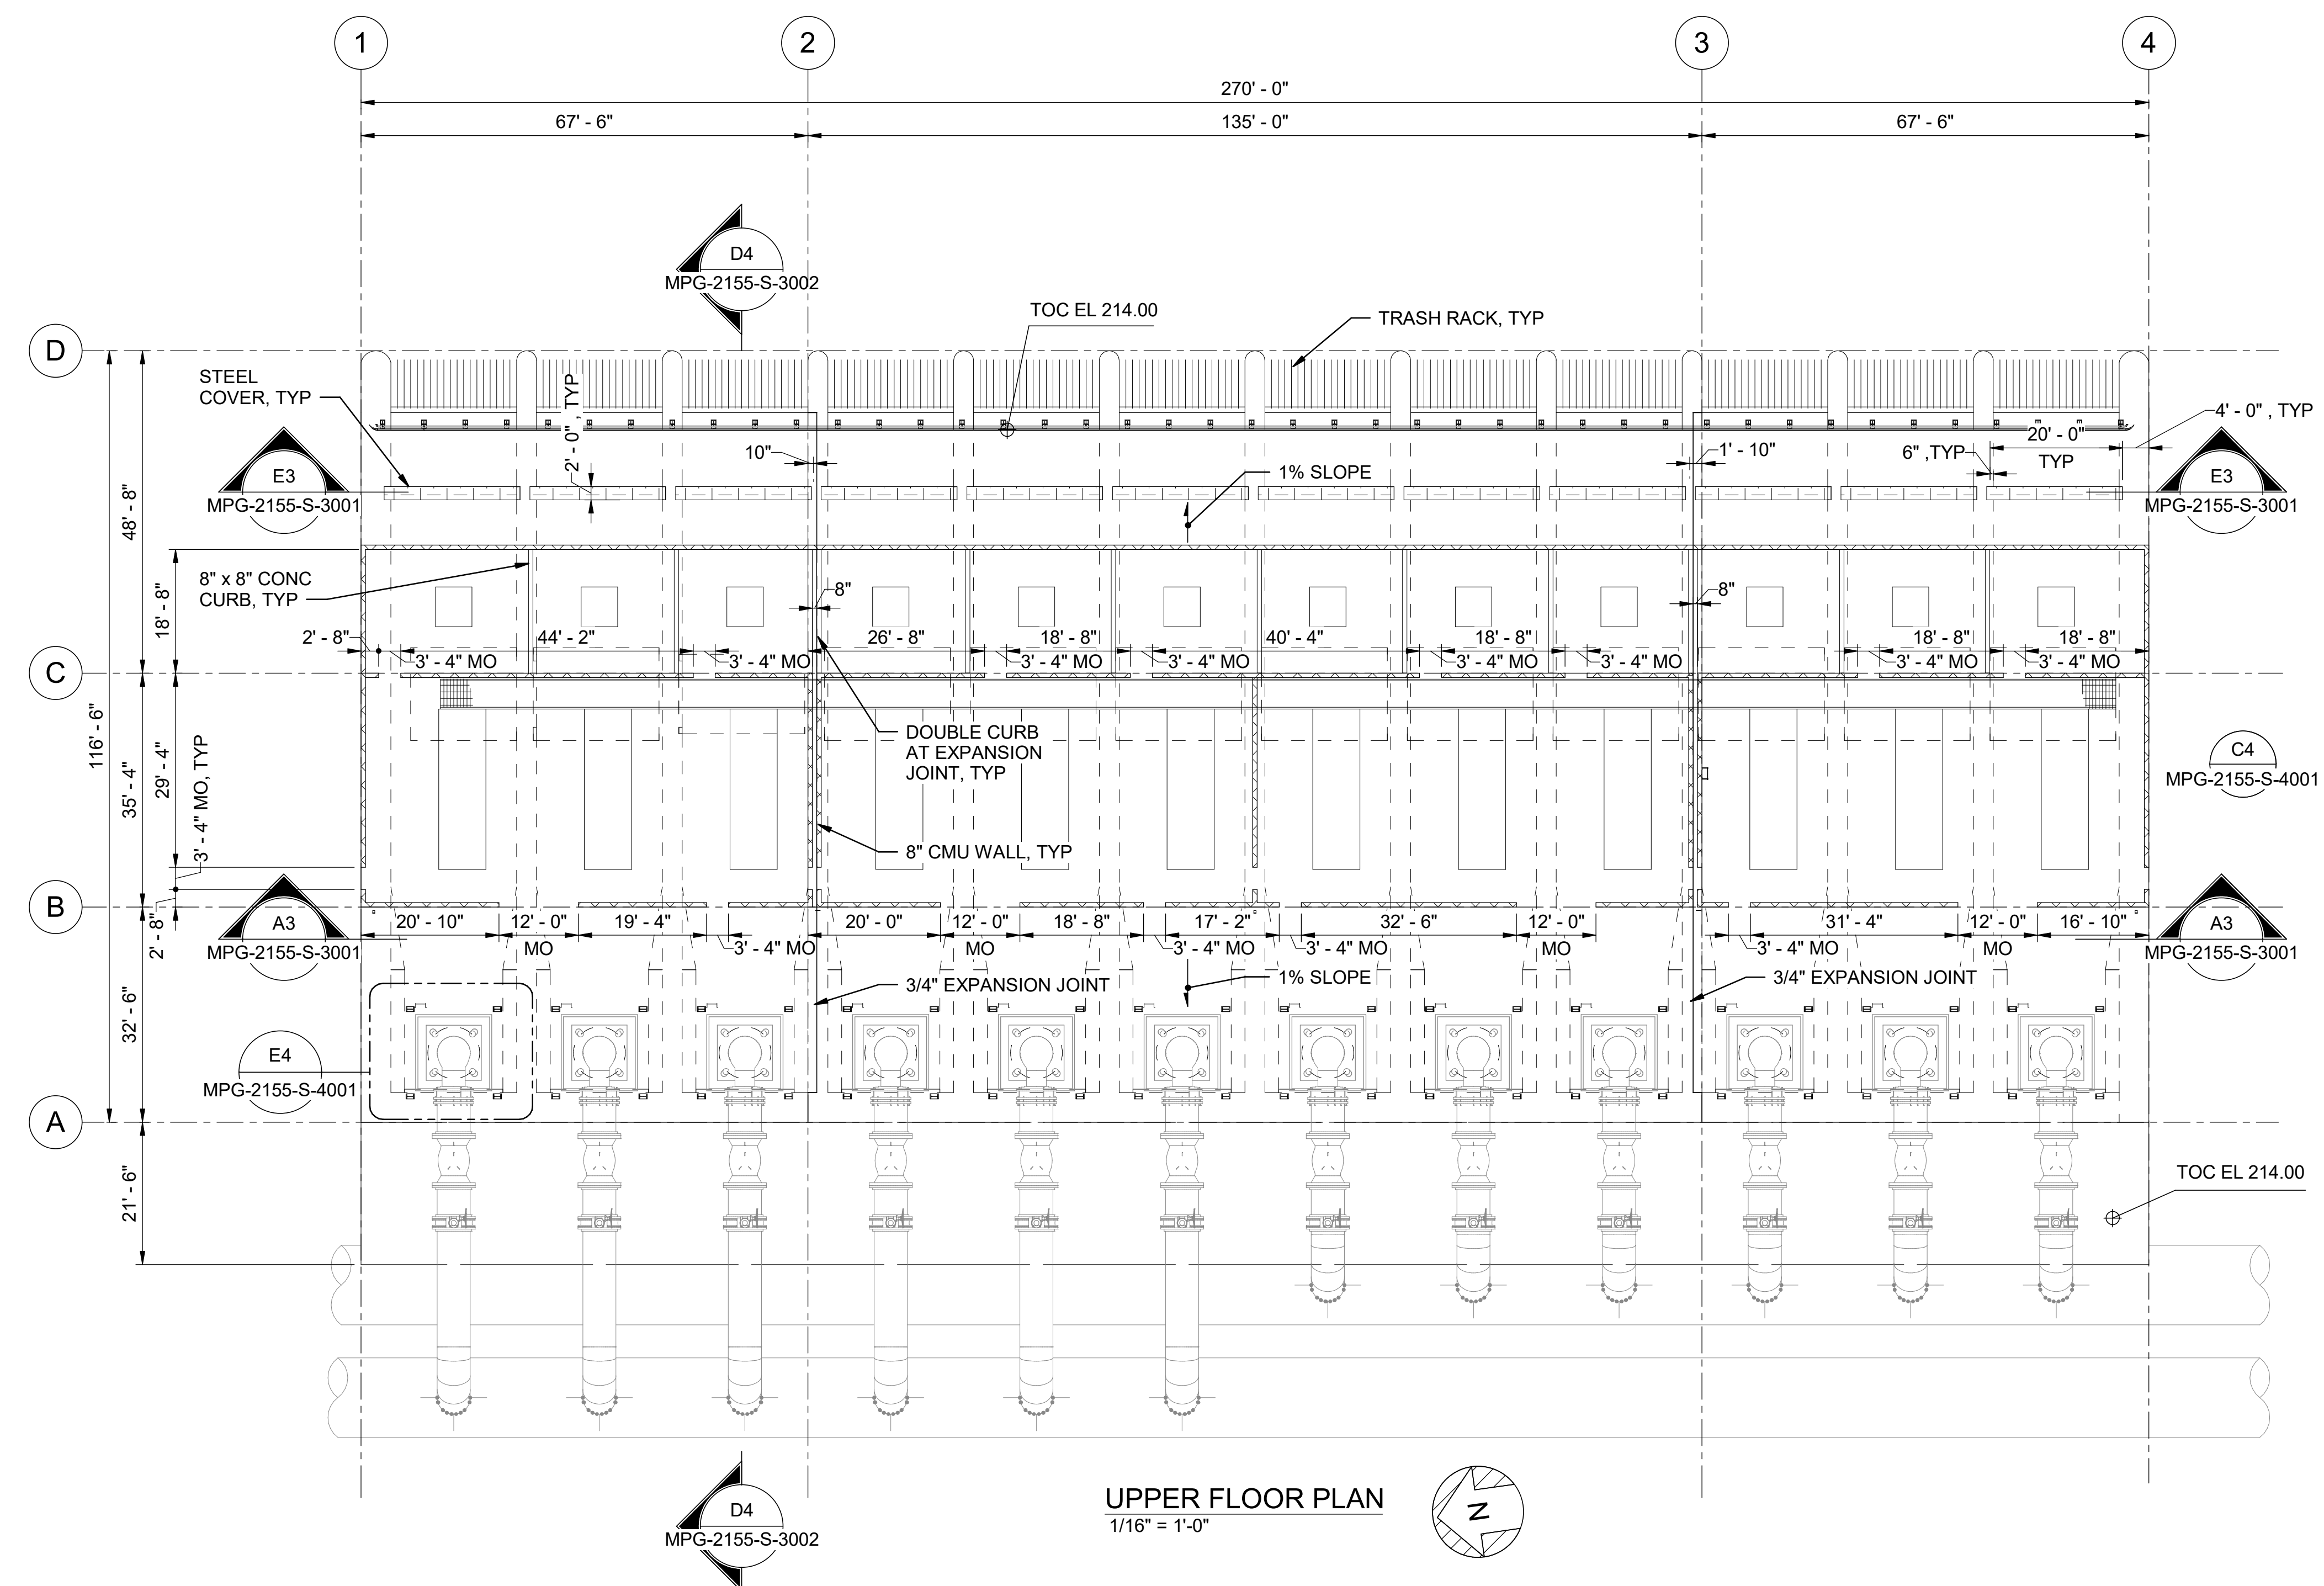 1
2
3
4
270' - 0"
67' - 6"
135' - 0"
67' - 6"
D4
MPG-2155-S-3002
TOC EL 214.00
TRASH RACK, TYP
D
STEEL
COVER, TYP
2' - 0", TYP
4' - 0" , TYP
20' - 0"
TYP
6" ,TYP
10"
1' - 10"
1% SLOPE
E3
MPG-2155-S-3001
E3
MPG-2155-S-3001
48' - 8"
8" x 8" CONC
CURB, TYP
18' - 8"
8"
8"
2' - 8"
44' - 2"
26' - 8"
18' - 8"
40' - 4"
18' - 8"
18' - 8"
18' - 8"
3' - 4" MO
3' - 4" MO
3' - 4" MO
3' - 4" MO
3' - 4" MO
3' - 4" MO
3' - 4" MO
3' - 4" MO
C
116' - 6"
35' - 4"
29' - 4"
3' - 4" MO, TYP
DOUBLE CURB
AT EXPANSION
JOINT, TYP
C4
MPG-2155-S-4001
8" CMU WALL, TYP
B
2' - 8"
A3
MPG-2155-S-3001
A3
MPG-2155-S-3001
20' - 10"
12' - 0"
MO
19' - 4"
3' - 4" MO
20' - 0"
12' - 0"
MO
18' - 8"
3' - 4" MO
17' - 2"
3' - 4" MO
32' - 6"
12' - 0"
MO
3' - 4" MO
31' - 4"
12' - 0"
MO
16' - 10"
3/4" EXPANSION JOINT
1% SLOPE
3/4" EXPANSION JOINT
32' - 6"
E4
MPG-2155-S-4001
A
21' - 6"
TOC EL 214.00
D4
MPG-2155-S-3002
UPPER FLOOR PLAN
1/16" = 1'-0"
N